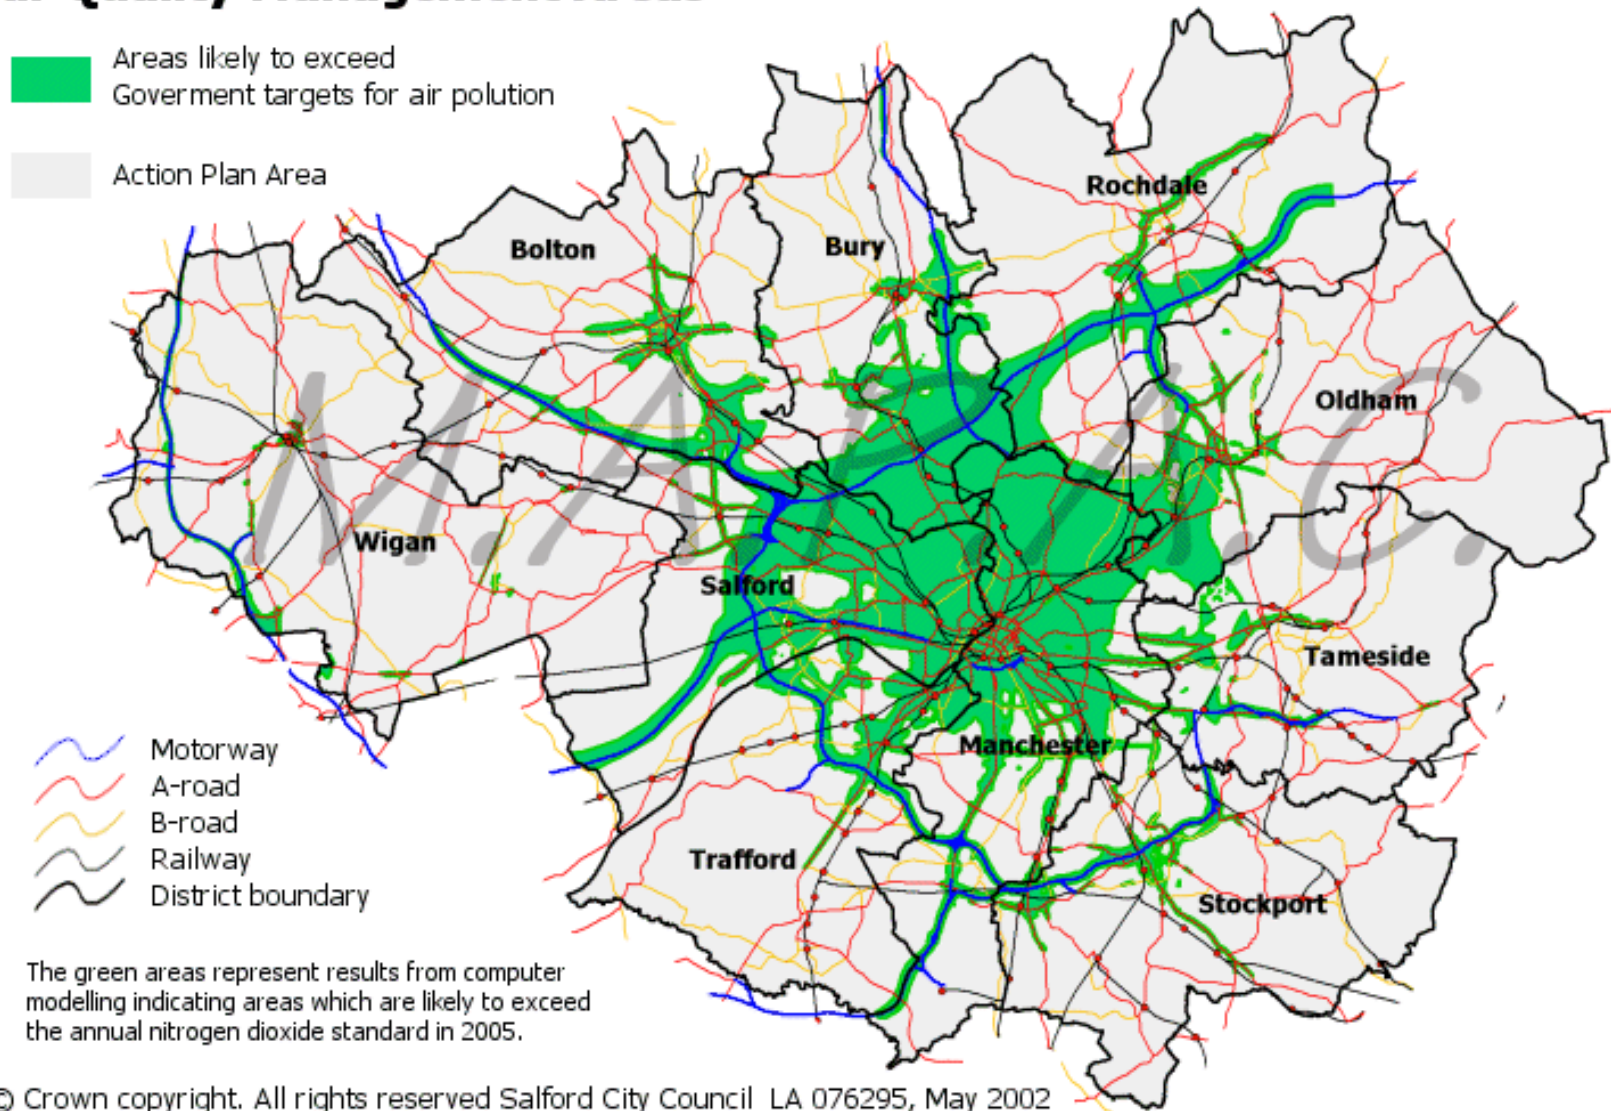 Quality Management Areas
Areas likely to exceed
Goverment targets for air polution
Action Plan Area
Rochdale
Bolton
Bury
Oldham
M.A.P.A.C.
Wigan
Salford
Tameside
Manchester
Motorway
A-road
B-road
Railway
District boundary
Trafford
Stockport
The green areas represent results from computer
modelling indicating areas which are likely to exceed
the annual nitrogen dioxide standard in 2005.
© Crown copyright. All rights reserved Salford City Council LA 076295, May 2002